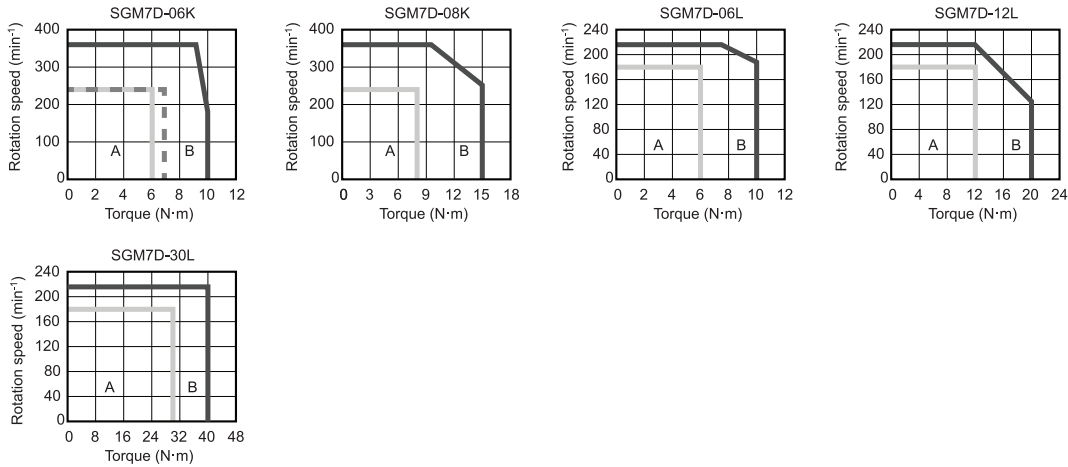 SGM7D-06K
Rotation speed (min⁻¹)
400
300
200
100
0
A
B
0 2 4 6 8 10 12
Torque (N·m)
SGM7D-08K
Rotation speed (min⁻¹)
400
300
200
100
0
A
B
0 3 6 9 12 15 18
Torque (N·m)
SGM7D-06L
Rotation speed (min⁻¹)
240
200
160
120
80
40
0
A
B
0 2 4 6 8 10 12
Torque (N·m)
SGM7D-12L
Rotation speed (min⁻¹)
240
200
160
120
80
40
0
A
B
0 4 8 12 16 20 24
Torque (N·m)
SGM7D-30L
Rotation speed (min⁻¹)
240
200
160
120
80
40
0
A
B
0 8 16 24 32 40 48
Torque (N·m)